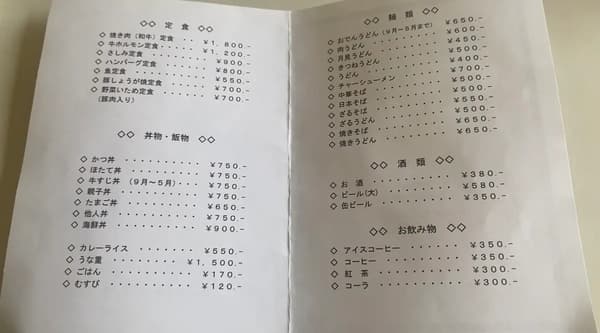 ◇◇ 定食 ◇◇
◇ 焼き肉（和牛）定食 ・・ ￥1,800.-
◇ 牛ホルモン定食 ・・・・ ￥1,200.-
◇ さしみ定食 ・・・・・・ ￥900.-
◇ ハンバーグ定食 ・・・・ ￥800.-
◇ 魚定食 ・・・・・・・・ ￥550.-
◇ 豚しょうが焼定食 ・・・ ￥700.-
◇ 野菜いため定食 ・・・・ ￥700.-
（豚肉入り）
◇◇ 丼物・飯物 ◇◇
◇ かつ丼 ・・・・・・・・ ￥750.-
◇ ほたて丼 ・・・・・・・ ￥750.-
◇ 牛すじ丼（9月〜5月）・・・ ￥750.-
◇ 親子丼 ・・・・・・・・ ￥750.-
◇ たまご丼 ・・・・・・・ ￥650.-
◇ 他人丼 ・・・・・・・・ ￥750.-
◇ 海鮮丼 ・・・・・・・・ ￥900.-
◇ カレーライス ・・・・・ ￥550.-
◇ うな重 ・・・・・・・ ￥1,500.-
◇ ごはん ・・・・・・・・ ￥170.-
◇ むすび ・・・・・・・・ ￥120.-
◇◇ 麺類 ◇◇
◇ おでんうどん（9月〜5月まで）￥650.-
◇ 肉うどん ・・・・・・・ ￥650.-
◇ 月見うどん ・・・・・・ ￥500.-
◇ きつねうどん ・・・・・ ￥450.-
◇ うどん ・・・・・・・・ ￥400.-
◇ チャーシューメン ・・・ ￥700.-
◇ 中華そば ・・・・・・・ ￥500.-
◇ 日本そば ・・・・・・・ ￥450.-
◇ ざるそば ・・・・・・・ ￥500.-
◇ ざるうどん ・・・・・・ ￥500.-
◇ 焼きそば ・・・・・・・ ￥650.-
◇ 焼きうどん ・・・・・・ ￥650.-
◇◇ 酒類 ◇◇
◇ お酒 ・・・・・・・・・ ￥380.-
◇ ビール(大) ・・・・・・ ￥580.-
◇ 缶ビール ・・・・・・・ ￥350.-
◇◇ お飲み物 ◇◇
◇ アイスコーヒー ・・・・ ￥350.-
◇ コーヒー ・・・・・・・ ￥350.-
◇ 紅茶 ・・・・・・・・・ ￥300.-
◇ コーラ ・・・・・・・・ ￥300.-